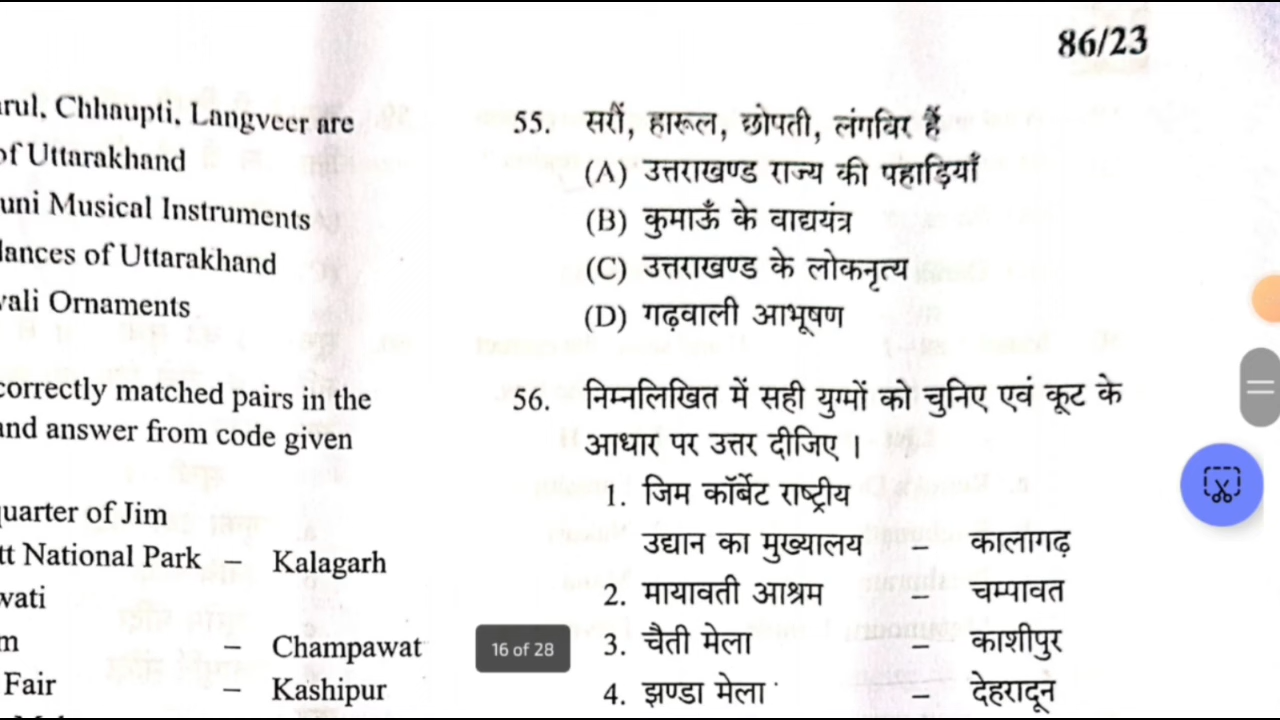 86/23
rul, Chhaupti, Langveer are
of Uttarakhand
uni Musical Instruments
dances of Uttarakhand
vali Ornaments
correctly matched pairs in the
and answer from code given
quarter of Jim
tt National Park – Kalagarh
wati
m – Champawat
Fair – Kashipur
55. सरौं, हारूल, छोपती, लंगविर हैं
(A) उत्तराखण्ड राज्य की पहाड़ियाँ
(B) कुमाऊँ के वाद्ययंत्र
(C) उत्तराखण्ड के लोकनृत्य
(D) गढ़वाली आभूषण
56. निम्नलिखित में सही युग्मों को चुनिए एवं कूट के
आधार पर उत्तर दीजिए ।
1. जिम कॉर्बेट राष्ट्रीय
उद्यान का मुख्यालय – कालागढ़
2. मायावती आश्रम – चम्पावत
3. चैती मेला – काशीपुर
4. झण्डा मेला – देहरादून
16 of 28